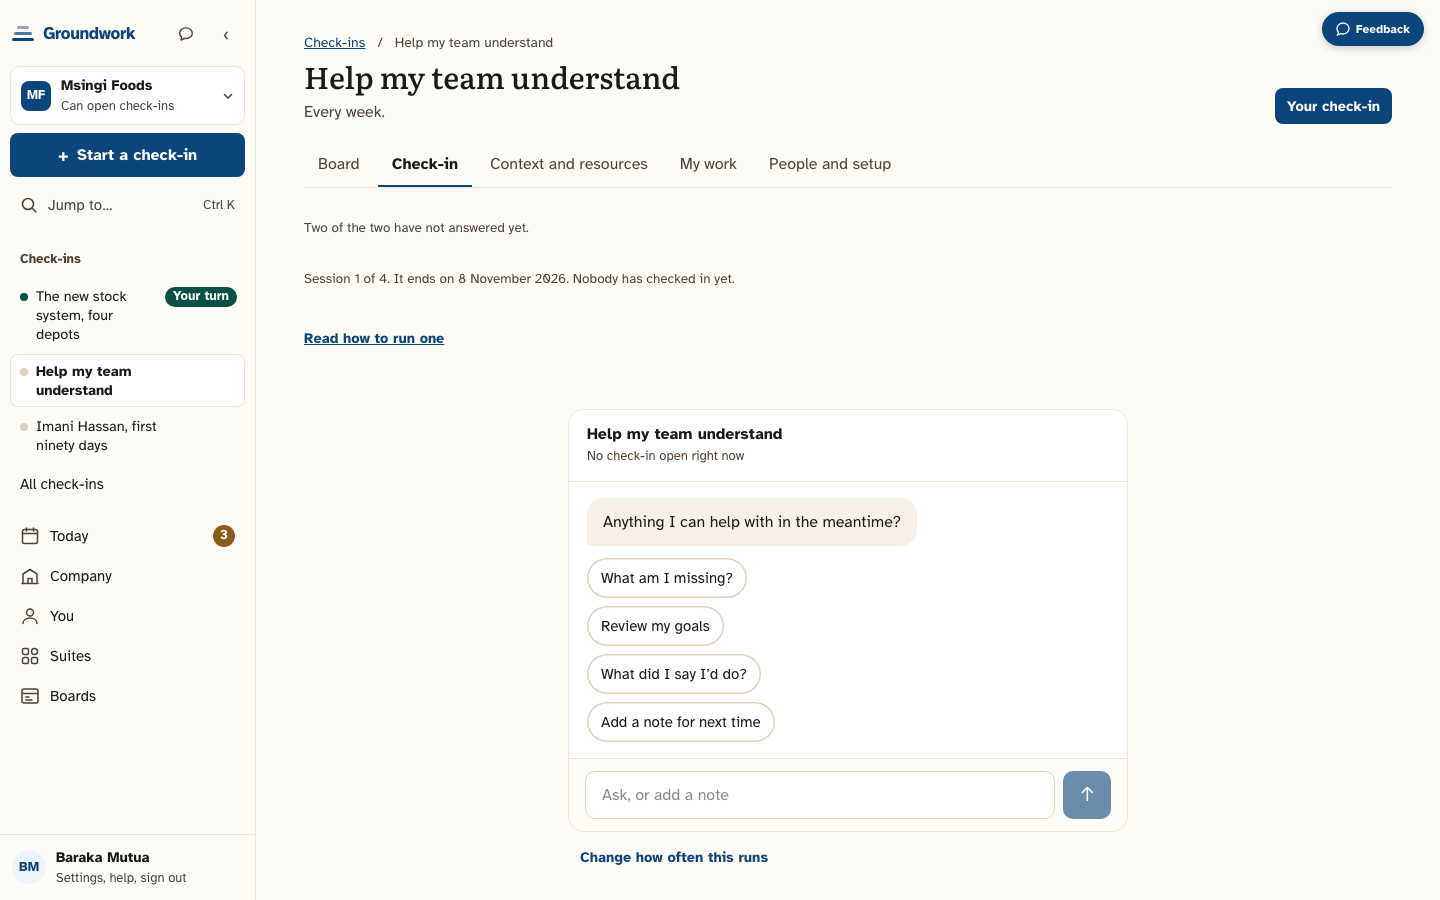 Groundwork
MF
Msingi Foods
Can open check-ins
+ Start a check-in
Jump to...
Ctrl K
Check-ins
The new stock system, four depots
Your turn
Help my team understand
Imani Hassan, first ninety days
All check-ins
Today
3
Company
You
Suites
Boards
BM
Baraka Mutua
Settings, help, sign out
Check-ins / Help my team understand
Feedback
Help my team understand
Every week.
Your check-in
Board
Check-in
Context and resources
My work
People and setup
Two of the two have not answered yet.
Session 1 of 4. It ends on 8 November 2026. Nobody has checked in yet.
Read how to run one
Help my team understand
No check-in open right now
Anything I can help with in the meantime?
What am I missing?
Review my goals
What did I say I’d do?
Add a note for next time
Ask, or add a note
Change how often this runs